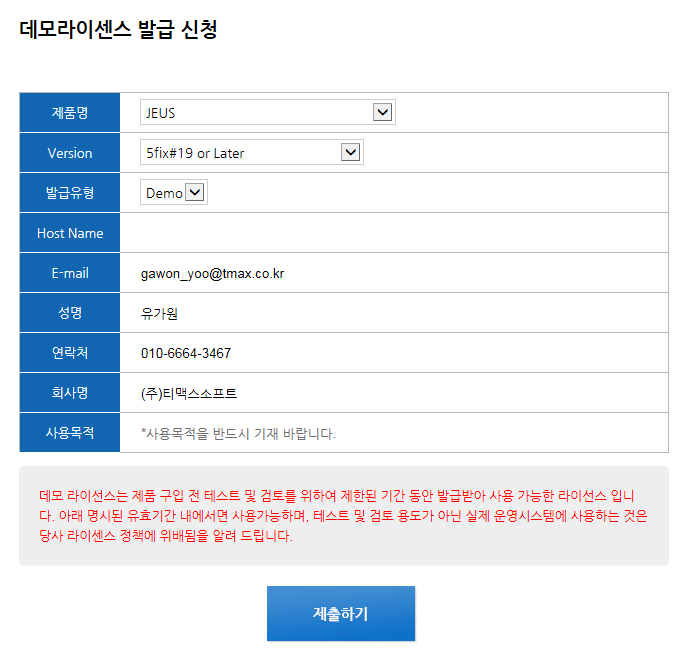 데모라이센스 발급 신청
제품명 JEUS
Version 5fix#19 or Later
발급유형 Demo
Host Name
E-mail gawon_yoo@tmax.co.kr
성명 유가원
연락처 010-6664-3467
회사명 (주)티맥스소프트
사용목적 *사용목적을 반드시 기재 바랍니다.
데모 라이선스는 제품 구입 전 테스트 및 검토를 위하여 제한된 기간 동안 발급받아 사용 가능한 라이선스 입니
다. 아래 명시된 유효기간 내에서면 사용가능하며, 테스트 및 검토 용도가 아닌 실제 운영시스템에 사용하는 것은
당사 라이센스 정책에 위배됨을 알려 드립니다.
제출하기